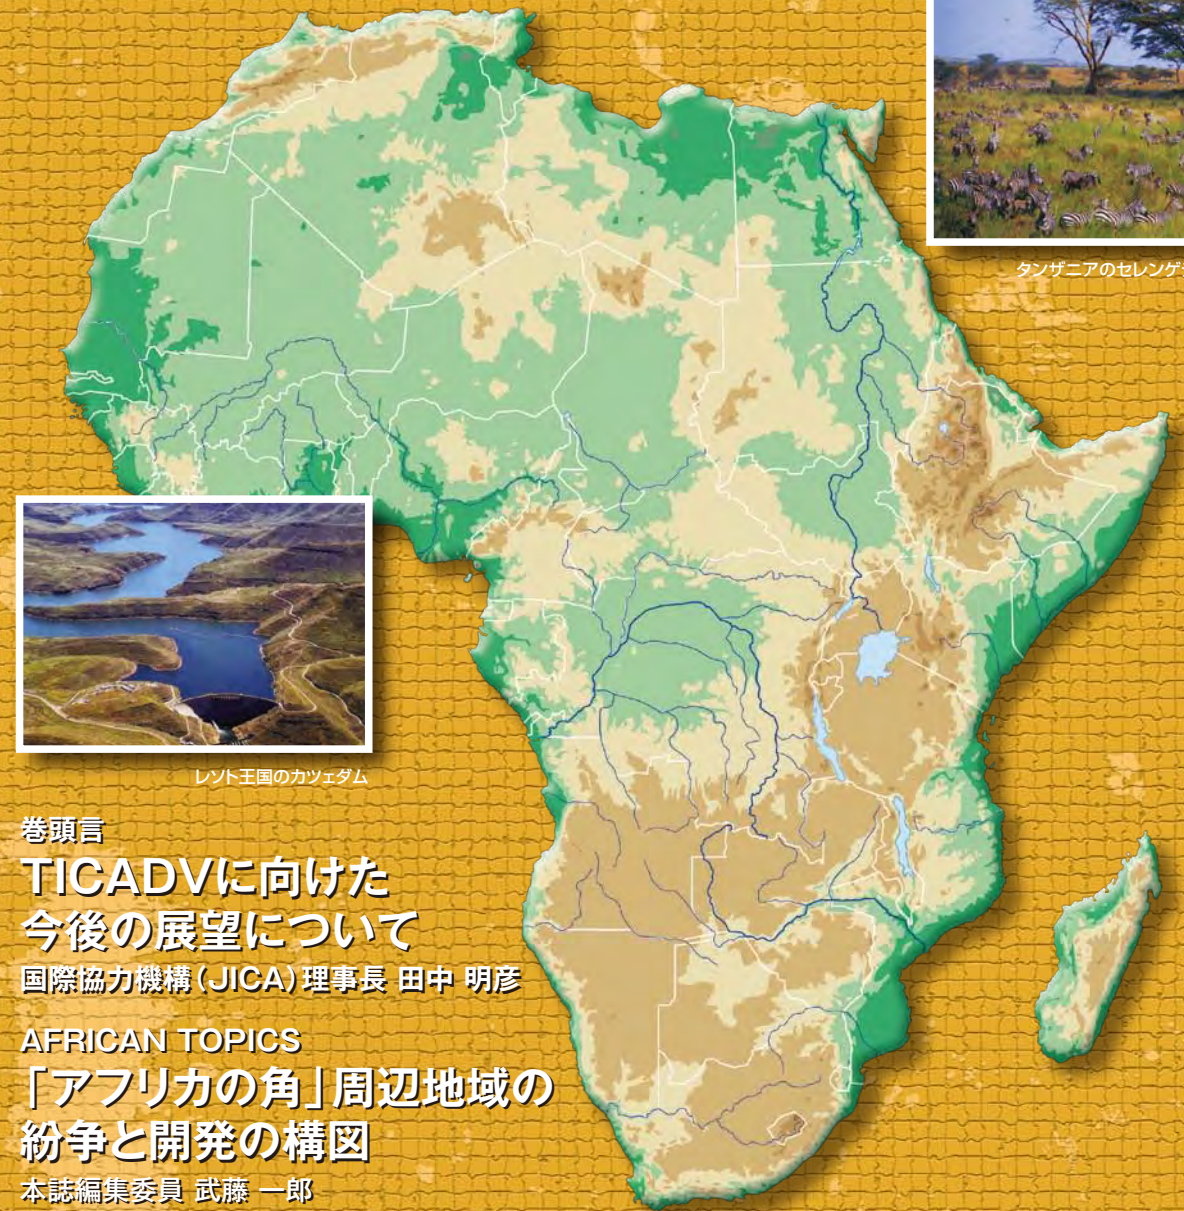 タンザニアのセレンゲ
レソト王国のカツェダム
巻頭言
TICADVに向けた
今後の展望について
国際協力機構(JICA)理事長 田中 明彦
AFRICAN TOPICS
「アフリカの角」周辺地域の
紛争と開発の構図
本誌編集委員 武藤 一郎